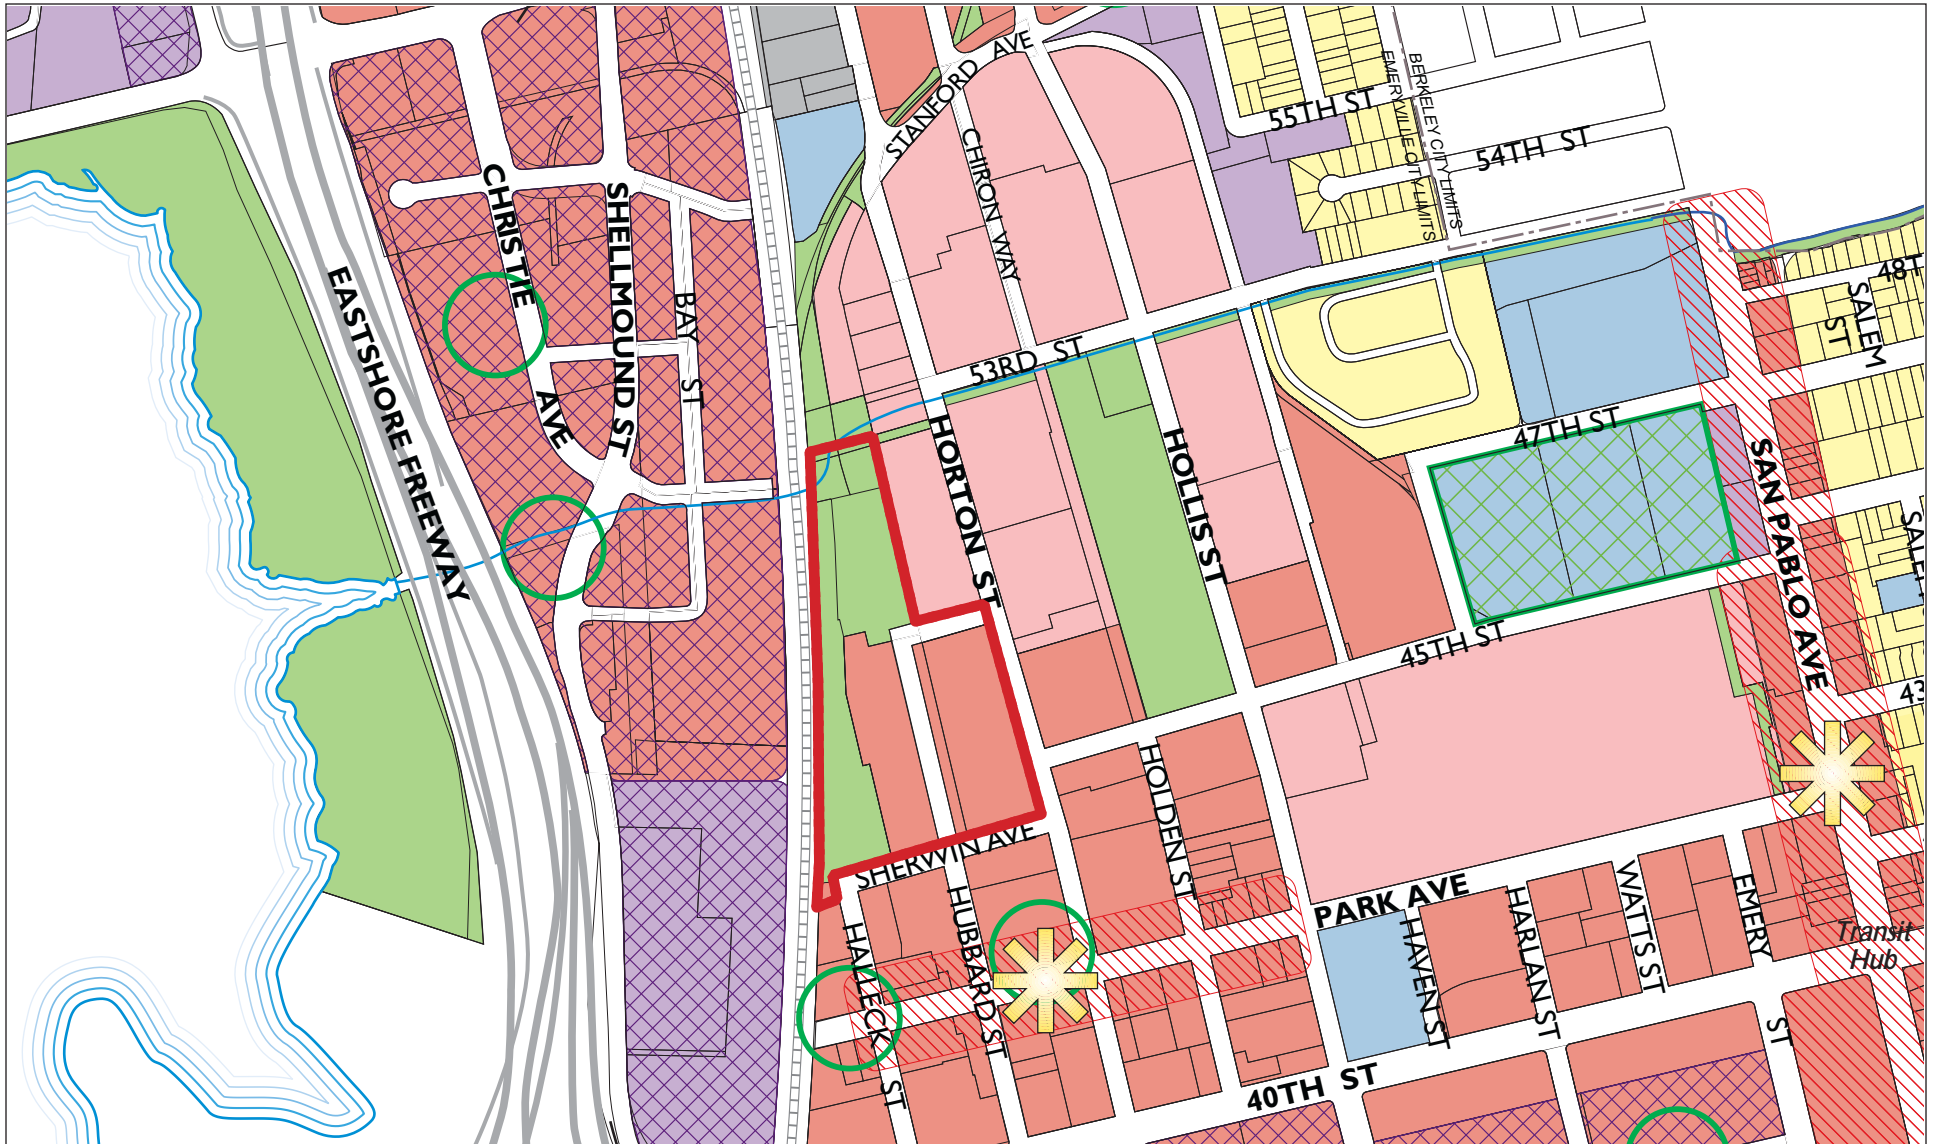 STANFORD AVE
55TH ST
BERKELEY CITY LIMITS
EMERYVILLE CITY LIMITS
54TH ST
CHRISTIE AVE
SHELLMOUND ST
BAY ST
CHIRON WAY
EASTSHORE FREEWAY
48T
SALEM ST
53RD ST
HORTON ST
HOLLIS ST
47TH ST
SAN PABLO AVE
45TH ST
43
HOLDEN ST
SHERWIN AVE
HUBBARD ST
HALLECK ST
PARK AVE
HAVEN ST
HARLAN ST
WATTS ST
EMERY ST
Transit
Hub
40TH ST